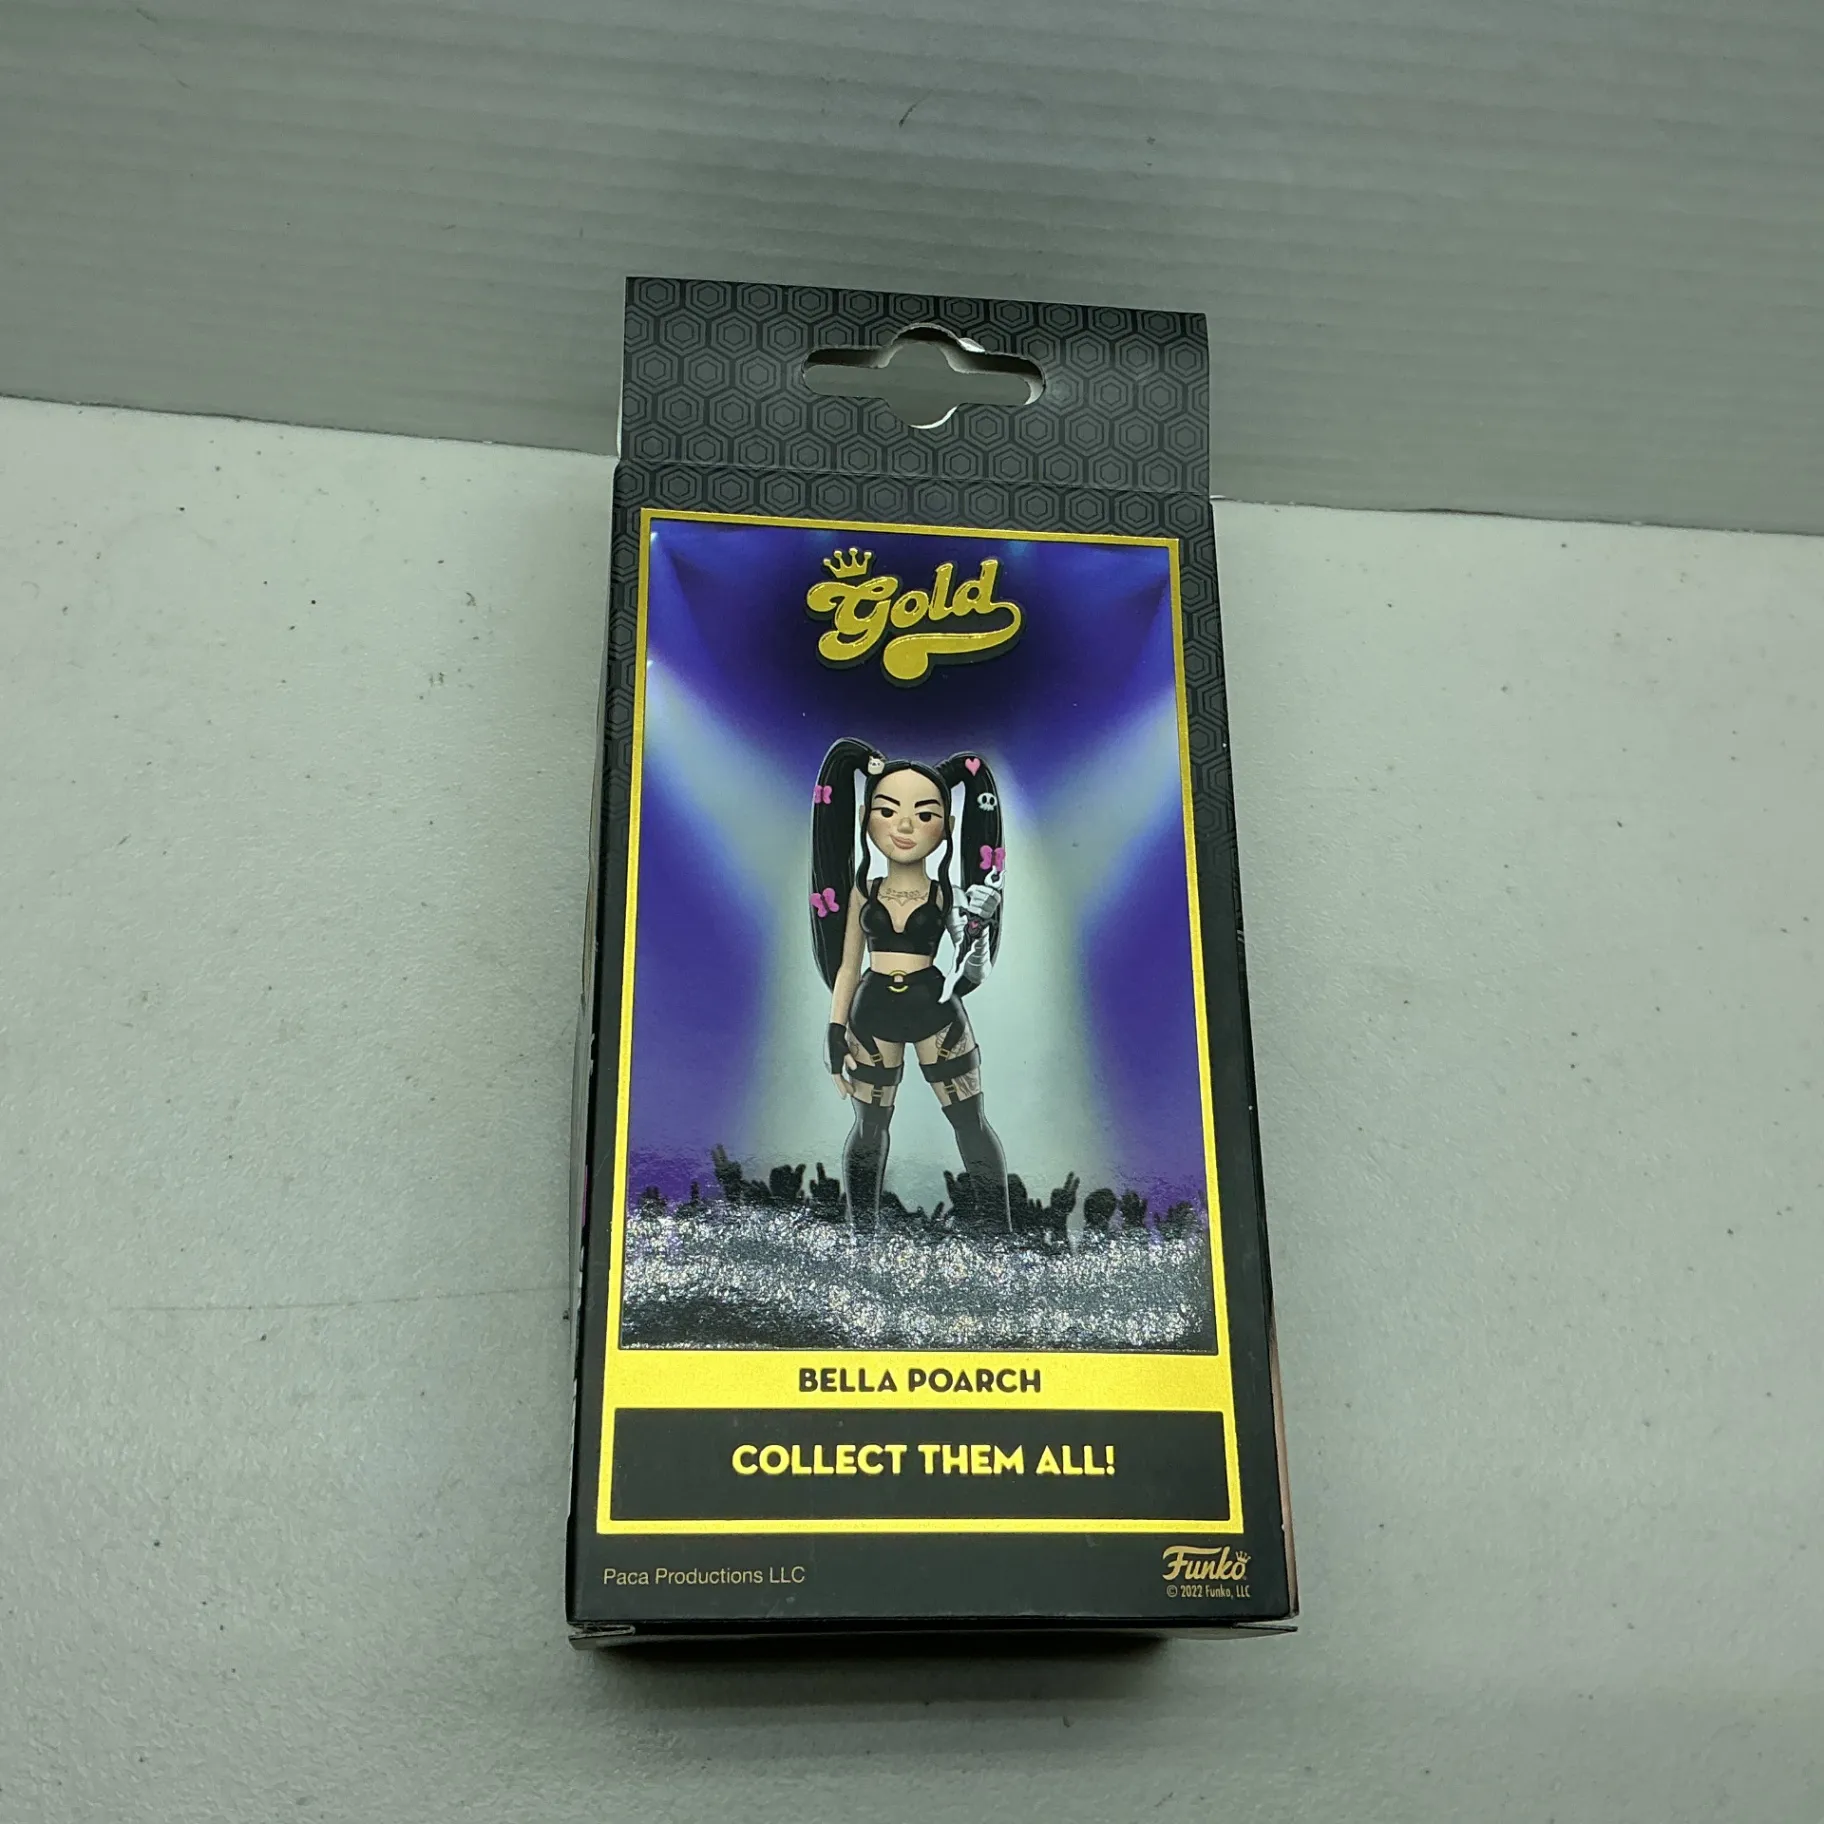 Gold
BELLA POARCH
COLLECT THEM ALL!
Paca Productions LLC
Funko
© 2022 Funko, LLC